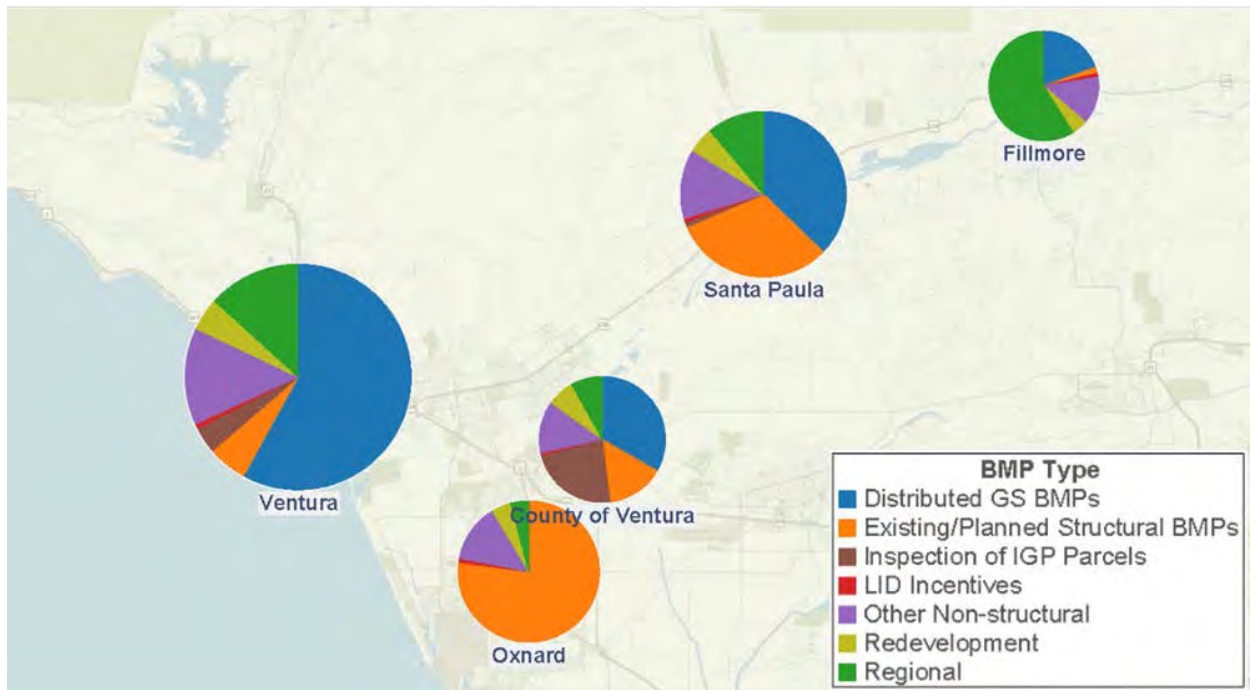 Fillmore
Santa Paula
Ventura
County of Ventura
Oxnard
BMP Type
Distributed GS BMPs
Existing/Planned Structural BMPs
Inspection of IGP Parcels
LID Incentives
Other Non-structural
Redevelopment
Regional